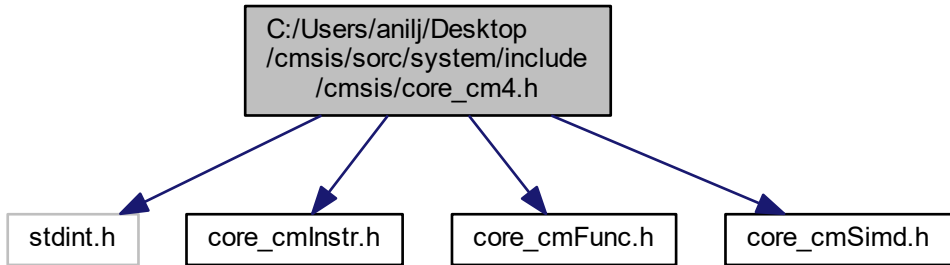 C:/Users/anilj/Desktop
/cmsis/sorc/system/include
/cmsis/core_cm4.h
stdint.h
core_cmInstr.h
core_cmFunc.h
core_cmSimd.h